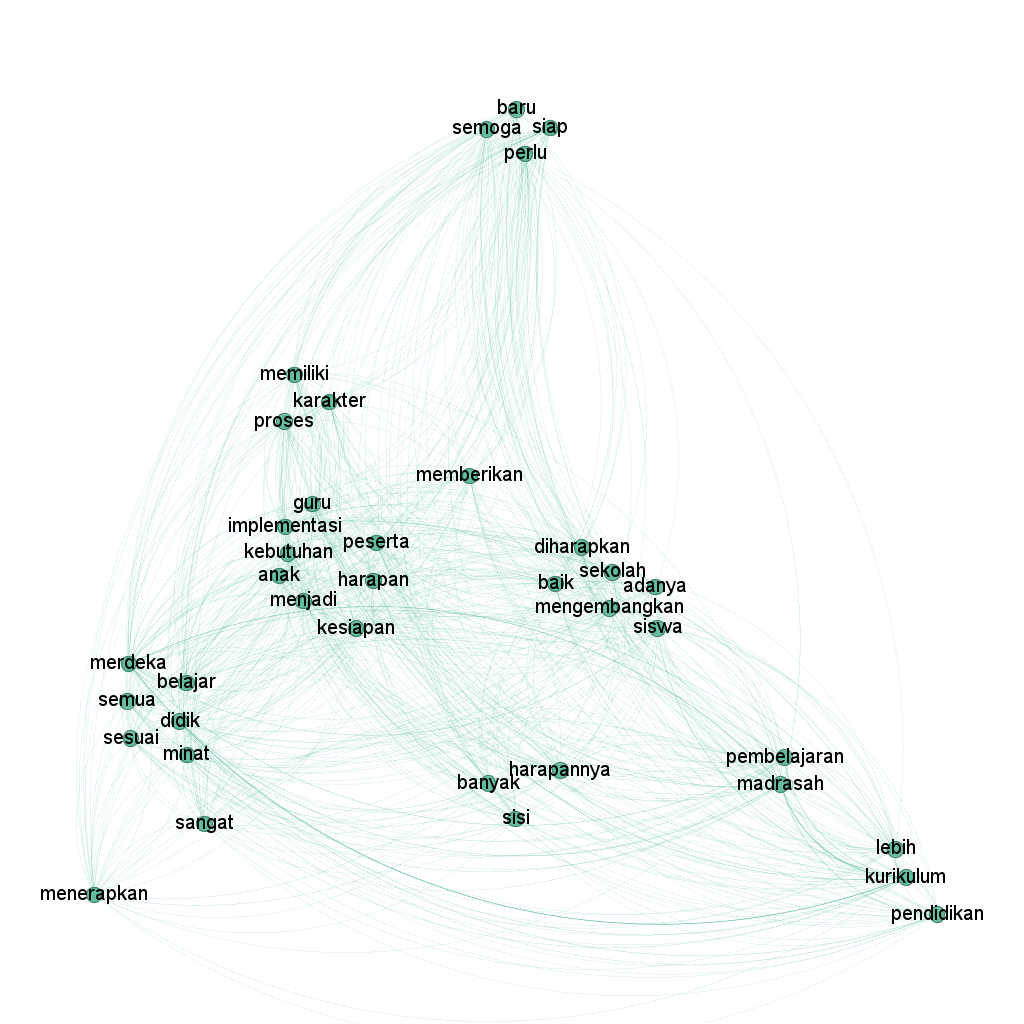 baru
semoga
siap
perlu
memiliki
karakter
proses
memberikan
guru
implementasi
peserta
diharapkan
kebutuhan
sekolah
anak
harapan
baik
adanya
menjadi
mengembangkan
kesiapan
siswa
merdeka
belajar
semua
didik
sesuai
minat
pembelajaran
harapannya
banyak
madrasah
sisi
sangat
lebih
kurikulum
menerapkan
pendidikan